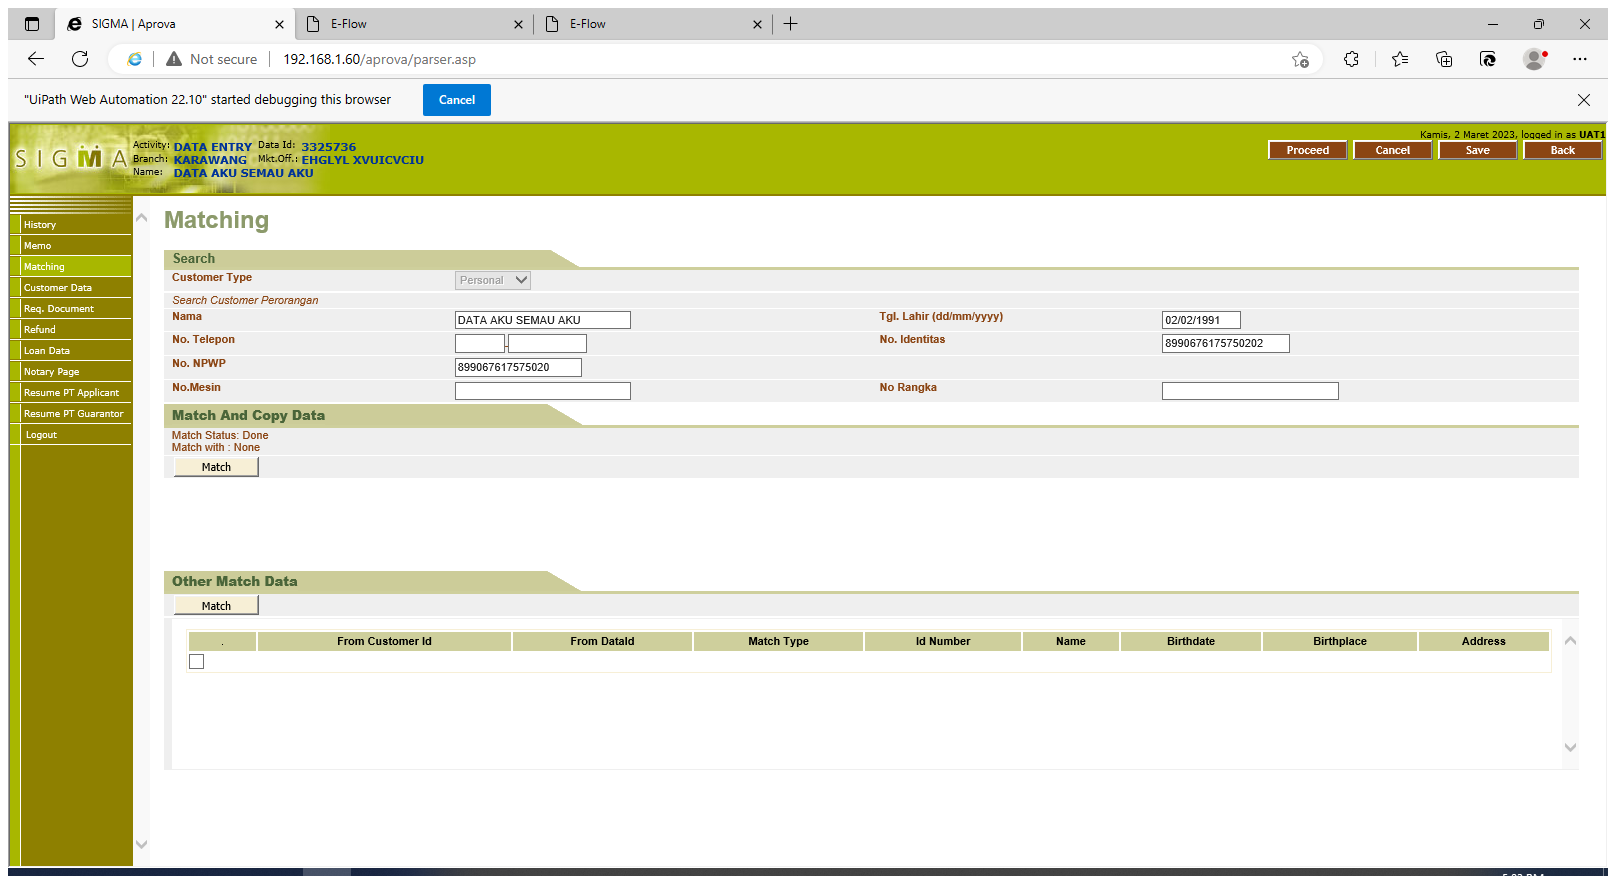 SIGMA | Aprova
E-Flow
E-Flow
Not secure
192.168.1.60/aprova/parser.asp
"UiPath Web Automation 22.10" started debugging this browser
Cancel
Kamis, 2 Maret 2023, logged in as UAT1
SIGMA
Activity: DATA ENTRY Data Id: 3325736
Branch: KARAWANG Mkt.Off.: EHGLYL XVUICVCIU
Name: DATA AKU SEMAU AKU
Proceed Cancel Save Back
History
Memo
Matching
Customer Data
Req. Document
Refund
Loan Data
Notary Page
Resume PT Applicant
Resume PT Guarantor
Logout
Matching
Search
Customer Type Personal
Search Customer Perorangan
Nama DATA AKU SEMAU AKU Tgl. Lahir (dd/mm/yyyy) 02/02/1991
No. Telepon - No. Identitas 8990676175750202
No. NPWP 899067617575020
No.Mesin No Rangka
Match And Copy Data
Match Status: Done
Match with : None
Match
Other Match Data
Match
. From Customer Id From DataId Match Type Id Number Name Birthdate Birthplace Address